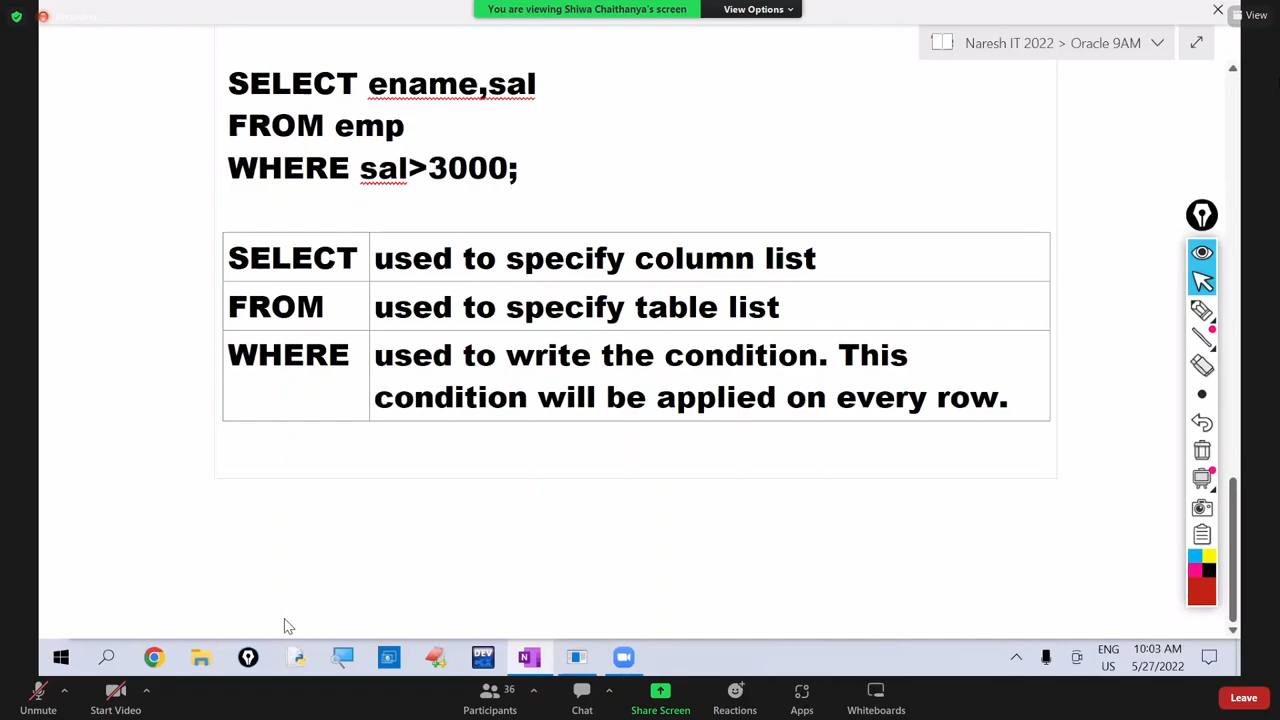 You are viewing Shiwa Chaithanya's screen
View Options
View
Naresh IT 2022 > Oracle 9AM
SELECT ename,sal
FROM emp
WHERE sal>3000;
SELECT used to specify column list
FROM used to specify table list
WHERE used to write the condition. This
condition will be applied on every row.
DEV
N
ENG
US
10:03 AM
5/27/2022
Unmute
Start Video
36
Participants
Chat
Share Screen
Reactions
Apps
Whiteboards
Leave